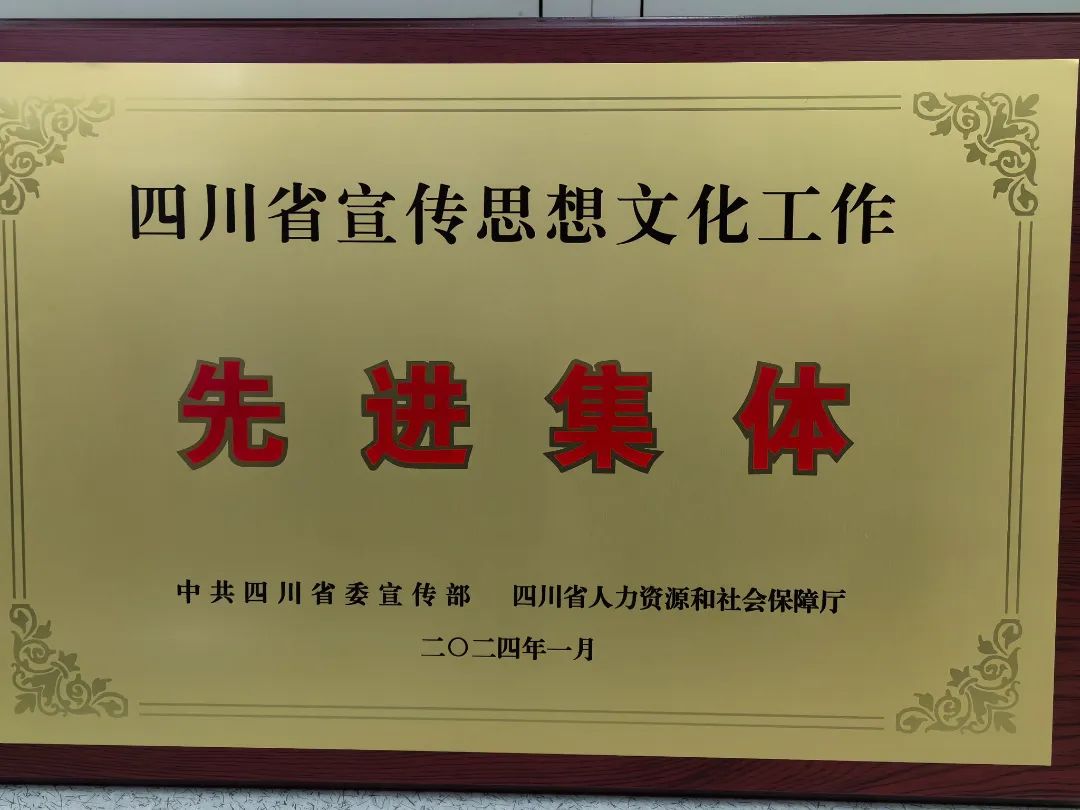 四川省宣传思想文化工作
先进集体
中共四川省委宣传部 四川省人力资源和社会保障厅
二〇二四年一月